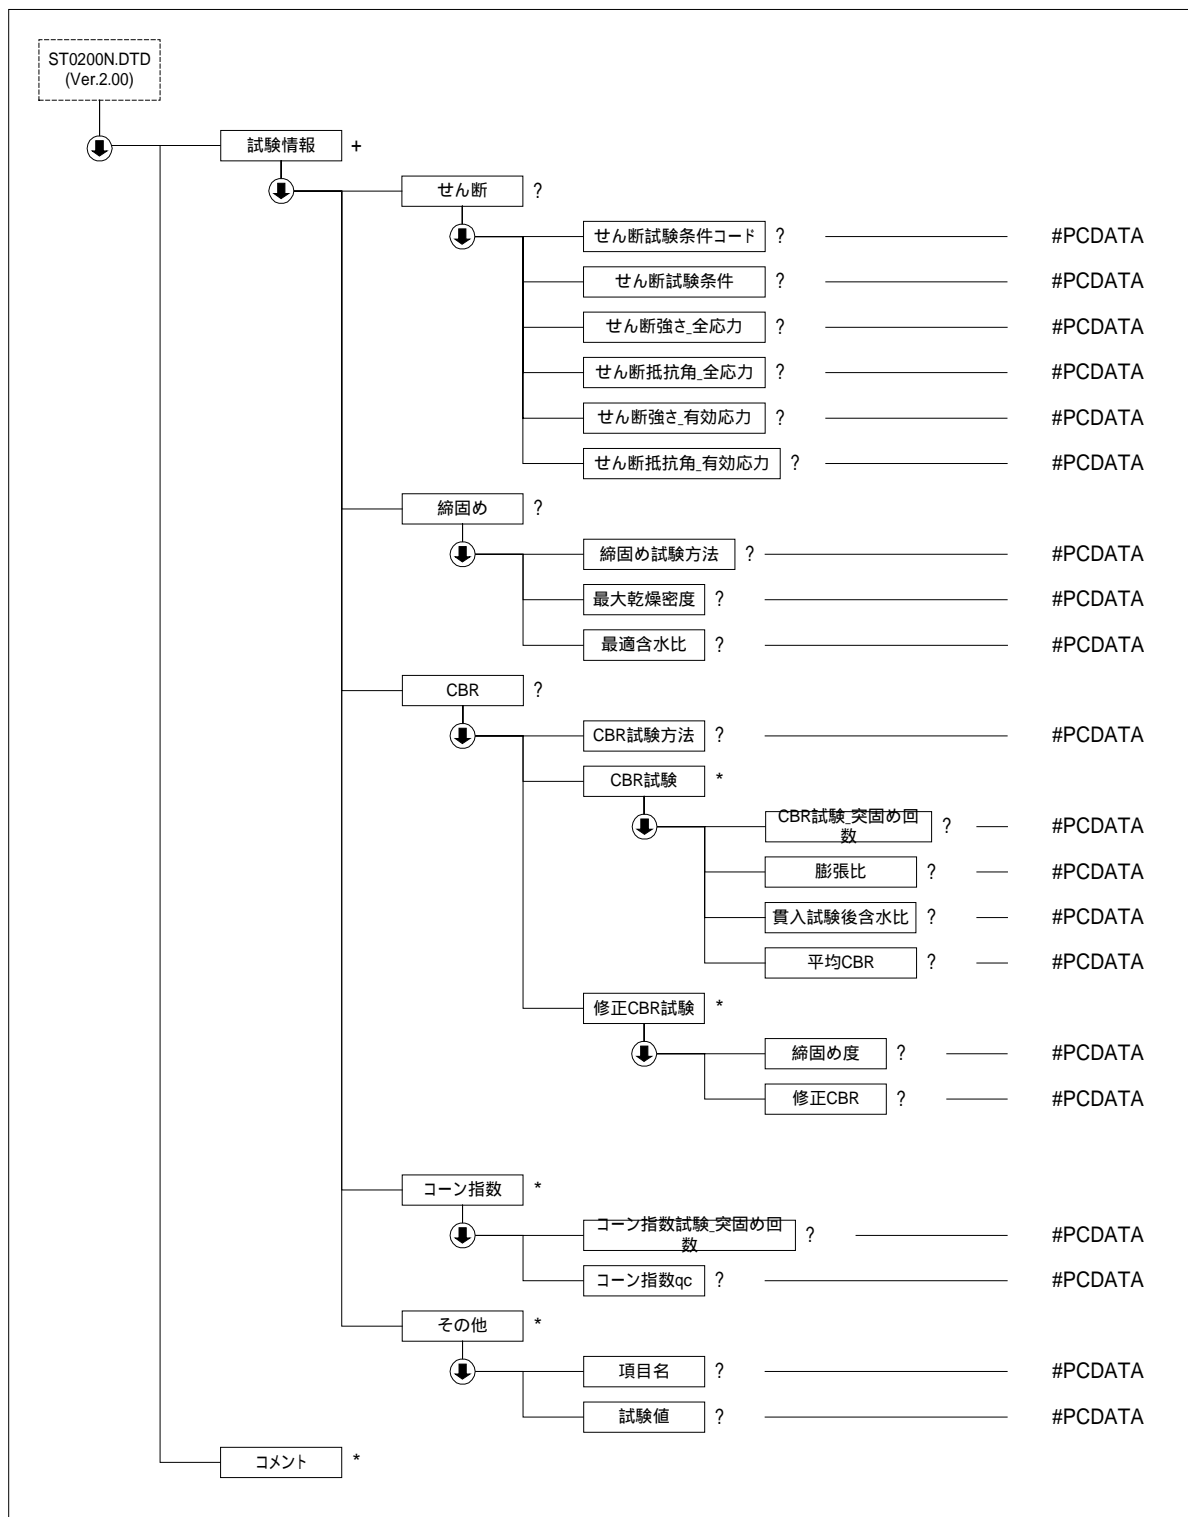 ST0200N.DTD
(Ver.2.00)
試験情報 +
せん断 ?
せん断試験条件コード ? #PCDATA
せん断試験条件 ? #PCDATA
せん断強さ_全応力 ? #PCDATA
せん断抵抗角_全応力 ? #PCDATA
せん断強さ_有効応力 ? #PCDATA
せん断抵抗角_有効応力 ? #PCDATA
締固め ?
締固め試験方法 ? #PCDATA
最大乾燥密度 ? #PCDATA
最適含水比 ? #PCDATA
CBR ?
CBR試験方法 ? #PCDATA
CBR試験 *
CBR試験_突固め回
数 ? #PCDATA
膨張比 ? #PCDATA
貫入試験後含水比 ? #PCDATA
平均CBR ? #PCDATA
修正CBR試験 *
締固め度 ? #PCDATA
修正CBR ? #PCDATA
コーン指数 *
コーン指数試験_突固め回
数 ? #PCDATA
コーン指数qc ? #PCDATA
その他 *
項目名 ? #PCDATA
試験値 ? #PCDATA
コメント *